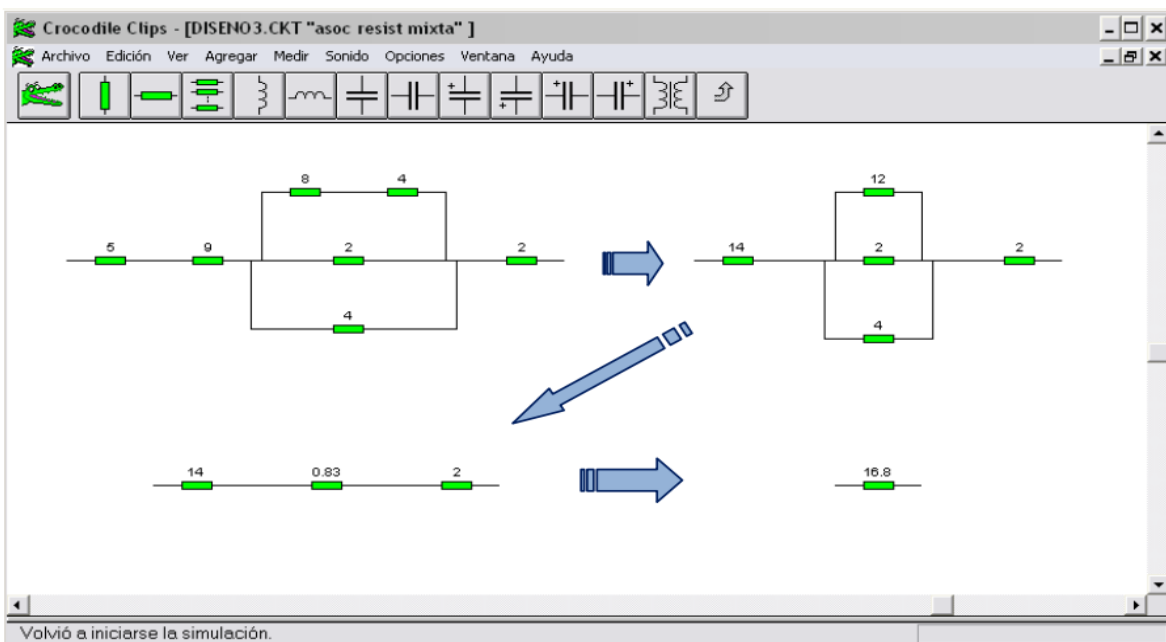 Crocodile Clips - [DISENO3.CKT "asoc resist mixta" ]
Archivo Edición Ver Agregar Medir Sonido Opciones Ventana Ayuda
8 4
12
5 9 2 2
14 2 2
4
4
14 0.83 2
16.8
Volvió a iniciarse la simulación.